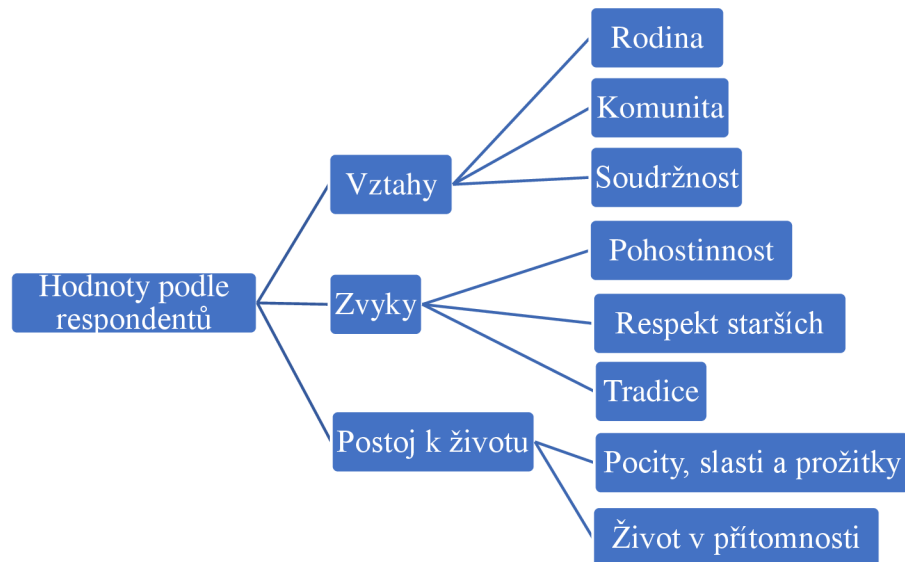 Hodnoty podle
respondentů
Vztahy
Rodina
Komunita
Soudržnost
Zvyky
Pohostinnost
Respekt starších
Tradice
Postoj k životu
Pocity, slasti a prožitky
Život v přítomnosti